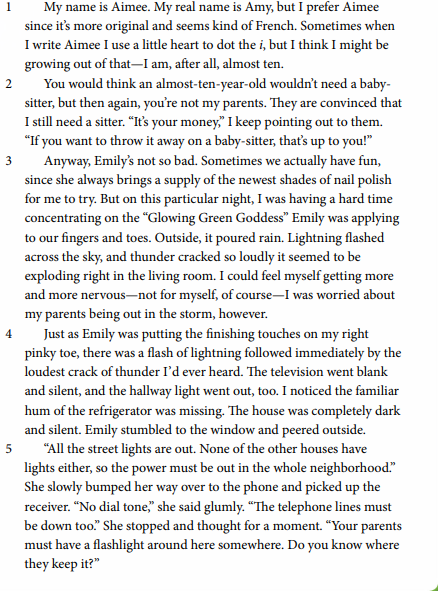 1 My name is Aimee. My real name is Amy, but I prefer Aimee
since it's more original and seems kind of French. Sometimes when
I write Aimee I use a little heart to dot the i, but I think I might be
growing out of that—I am, after all, almost ten.
2 You would think an almost-ten-year-old wouldn't need a baby-
sitter, but then again, you're not my parents. They are convinced that
I still need a sitter. “It's your money,” I keep pointing out to them.
“If you want to throw it away on a baby-sitter, that's up to you!”
3 Anyway, Emily's not so bad. Sometimes we actually have fun,
since she always brings a supply of the newest shades of nail polish
for me to try. But on this particular night, I was having a hard time
concentrating on the “Glowing Green Goddess” Emily was applying
to our fingers and toes. Outside, it poured rain. Lightning flashed
across the sky, and thunder cracked so loudly it seemed to be
exploding right in the living room. I could feel myself getting more
and more nervous—not for myself, of course—I was worried about
my parents being out in the storm, however.
4 Just as Emily was putting the finishing touches on my right
pinky toe, there was a flash of lightning followed immediately by the
loudest crack of thunder I'd ever heard. The television went blank
and silent, and the hallway light went out, too. I noticed the familiar
hum of the refrigerator was missing. The house was completely dark
and silent. Emily stumbled to the window and peered outside.
5 “All the street lights are out. None of the other houses have
lights either, so the power must be out in the whole neighborhood.”
She slowly bumped her way over to the phone and picked up the
receiver. “No dial tone,” she said glumly. “The telephone lines must
be down too.” She stopped and thought for a moment. “Your parents
must have a flashlight around here somewhere. Do you know where
they keep it?”